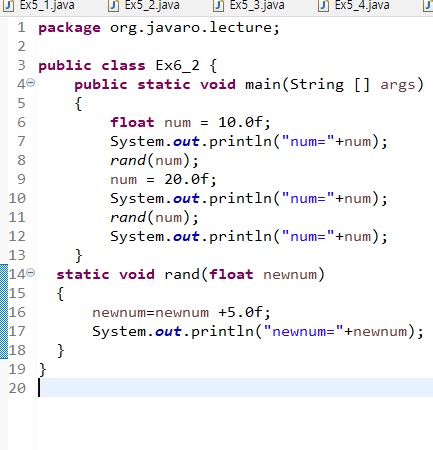 Ex5_1.java Ex5_2.java Ex5_3.java Ex5_4.java
1 package org.javaro.lecture;
2
3 public class Ex6_2 {
4 public static void main(String [] args)
5 {
6 float num = 10.0f;
7 System.out.println("num="+num);
8 rand(num);
9 num = 20.0f;
10 System.out.println("num="+num);
11 rand(num);
12 System.out.println("num="+num);
13 }
14 static void rand(float newnum)
15 {
16 newnum=newnum +5.0f;
17 System.out.println("newnum="+newnum);
18 }
19 }
20